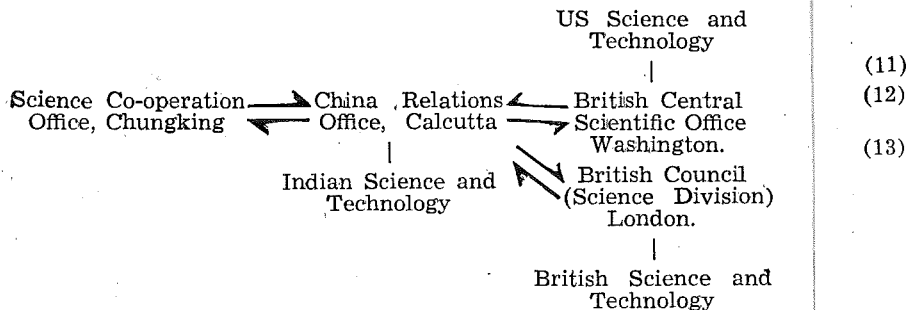 US Science and
Technology
(11)
Science Co-operation
Office, Chungking
China Relations
Office, Calcutta
British Central
Scientific Office
Washington.
(12)
(13)
Indian Science and
Technology
British Council
(Science Division)
London.
British Science and
Technology